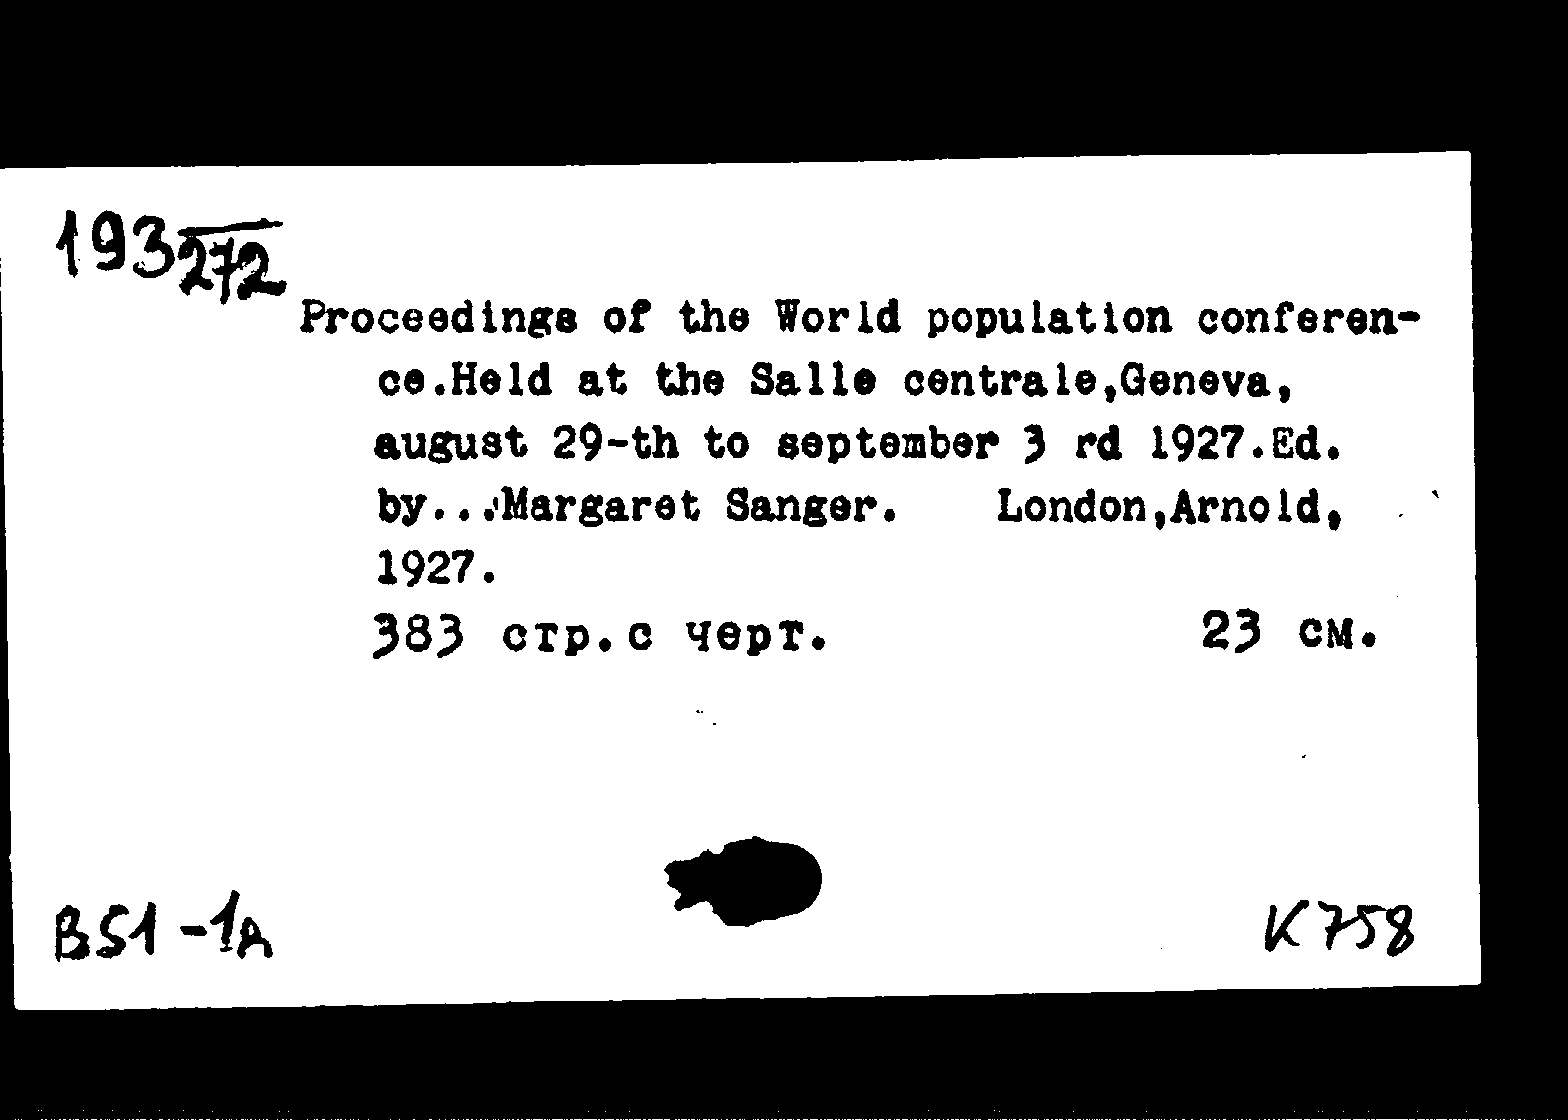 193 272
Proceedings of the World population conferen-
ce.Held at the Salle centrale,Geneva,
august 29-th to september 3 rd 1927.Ed.
by...Margaret Sanger. London,Arnold,
1927.
383 стр.с черт. 23 см.
B51-1д K758